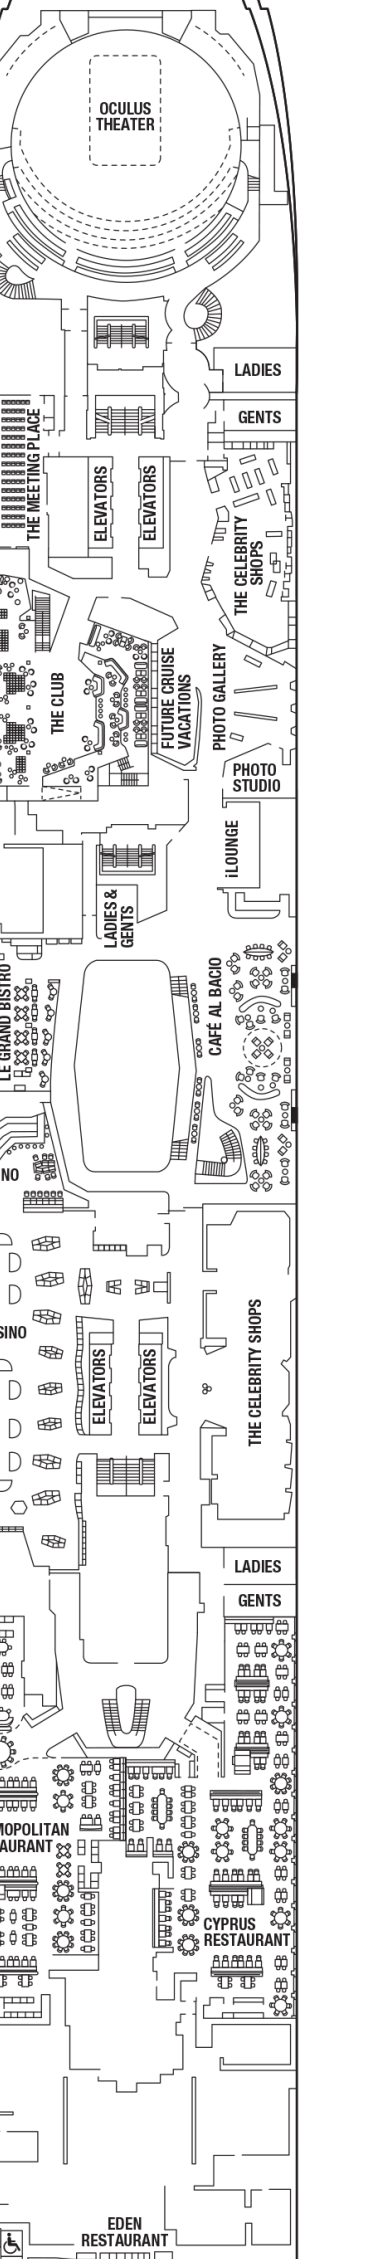 OCULUS
THEATER
LADIES
GENTS
THE MEETING PLACE
ELEVATORS
ELEVATORS
THE CELEBRITY
SHOPS
THE CLUB
FUTURE CRUISE
VACATIONS
PHOTO GALLERY
PHOTO
STUDIO
iLOUNGE
LADIES &
GENTS
LE GRAND BISTRO
CAFÉ AL BACIO
NO
SINO
ELEVATORS
ELEVATORS
THE CELEBRITY SHOPS
LADIES
GENTS
MOPOLITAN
AURANT
CYPRUS
RESTAURANT
EDEN
RESTAURANT